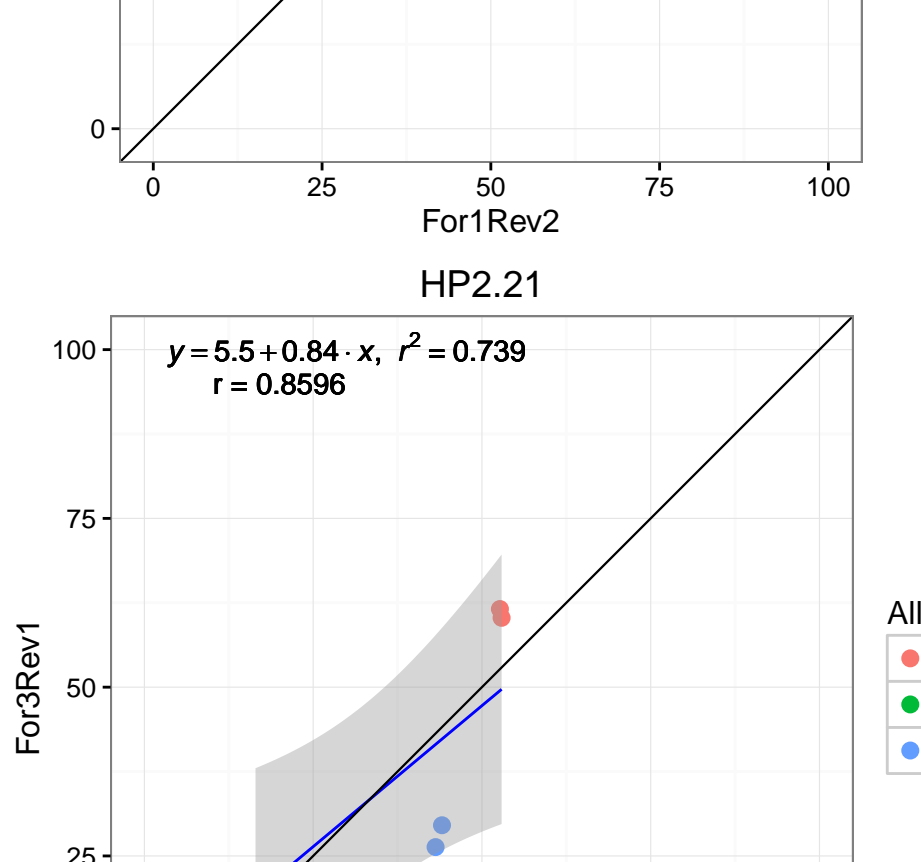 0
0 25 50 75 100
For1Rev2
HP2.21
100
y = 5.5 + 0.84 · x, r² = 0.739
r = 0.8596
75
All
For3Rev1
50
25